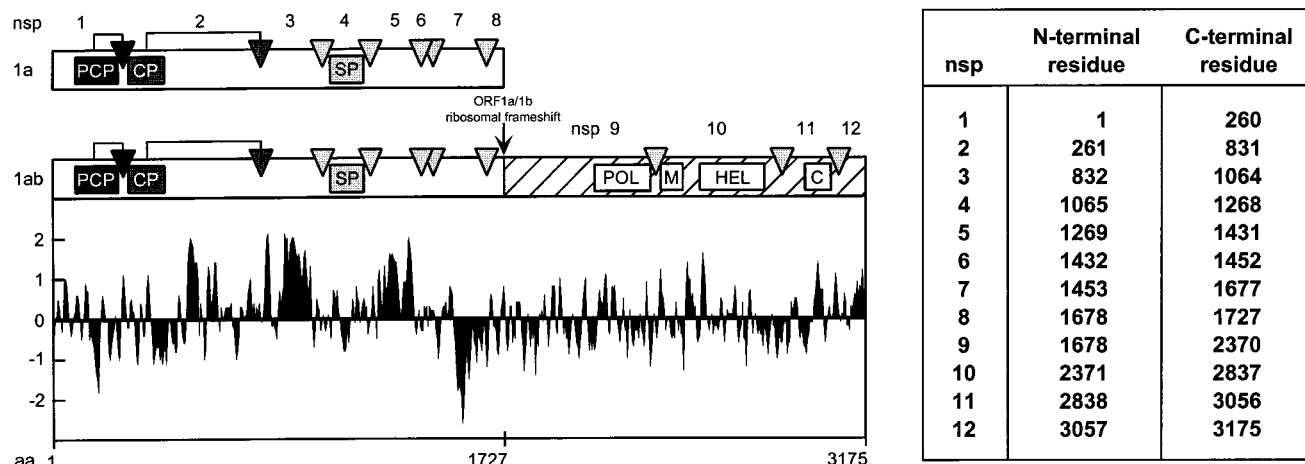 nsp 1 2 3 4 5 6 7 8
1a PCP CP SP
ORF1a/1b
ribosomal frameshift
nsp 9 10 11 12
1ab PCP CP SP POL M HEL C
2
1
0
-1
-2
aa 1 1727 3175
nsp N-terminal residue C-terminal residue
1 1 260
2 261 831
3 832 1064
4 1065 1268
5 1269 1431
6 1432 1452
7 1453 1677
8 1678 1727
9 1678 2370
10 2371 2837
11 2838 3056
12 3057 3175